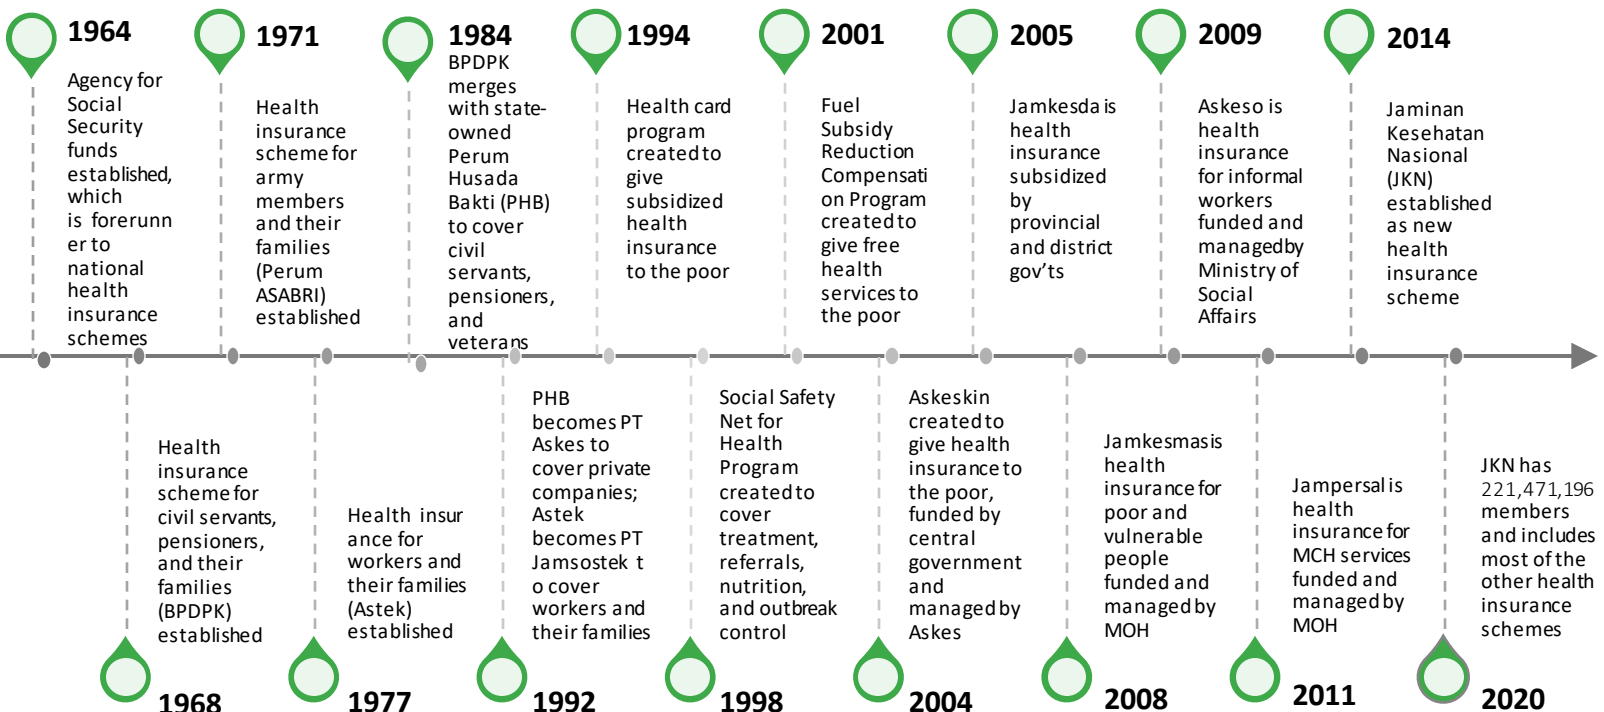 1964
Agency for
Social
Security
funds
established,
which
is forerunn
er to
national
health
insurance
schemes
1971
Health
insurance
scheme for
army
members
and their
families
(Perum
ASABRI)
established
1984
BPDPK
merges
with state-
owned
Perum
Husada
Bakti (PHB)
to cover
civil
servants,
pensioners,
and
veterans
1994
Health card
program
created to
give
subsidized
health
insurance
to the poor
2001
Fuel
Subsidy
Reduction
Compensati
on Program
created to
give free
health
services to
the poor
2005
Jamkesda is
health
insurance
subsidized
by
provincial
and district
gov'ts
2009
Askeso is
health
insurance
for informal
workers
funded and
managed by
Ministry of
Social
Affairs
2014
Jaminan
Kesehatan
Nasional
(JKN)
established
as new
health
insurance
scheme
Health
insurance
scheme for
civil servants,
pensioners,
and their
families
(BPDPK)
established
1968
Health insur
ance for
workers and
their families
(Astek)
established
1977
PHB
becomes PT
Askes to
cover private
companies;
Astek
becomes PT
Jamsostek t
o cover
workers and
their families
1992
Social Safety
Net for
Health
Program
created to
cover
treatment,
referrals,
nutrition,
and outbreak
control
1998
Askeskin
created to
give health
insurance to
the poor,
funded by
central
government
and
managed by
Askes
2004
Jamkesmas is
health
insurance for
poor and
vulnerable
people
funded and
managed by
MOH
2008
Jampersal is
health
insurance for
MCH services
funded and
managed by
MOH
2011
JKN has
221,471,196
members
and includes
most of the
other health
insurance
schemes
2020